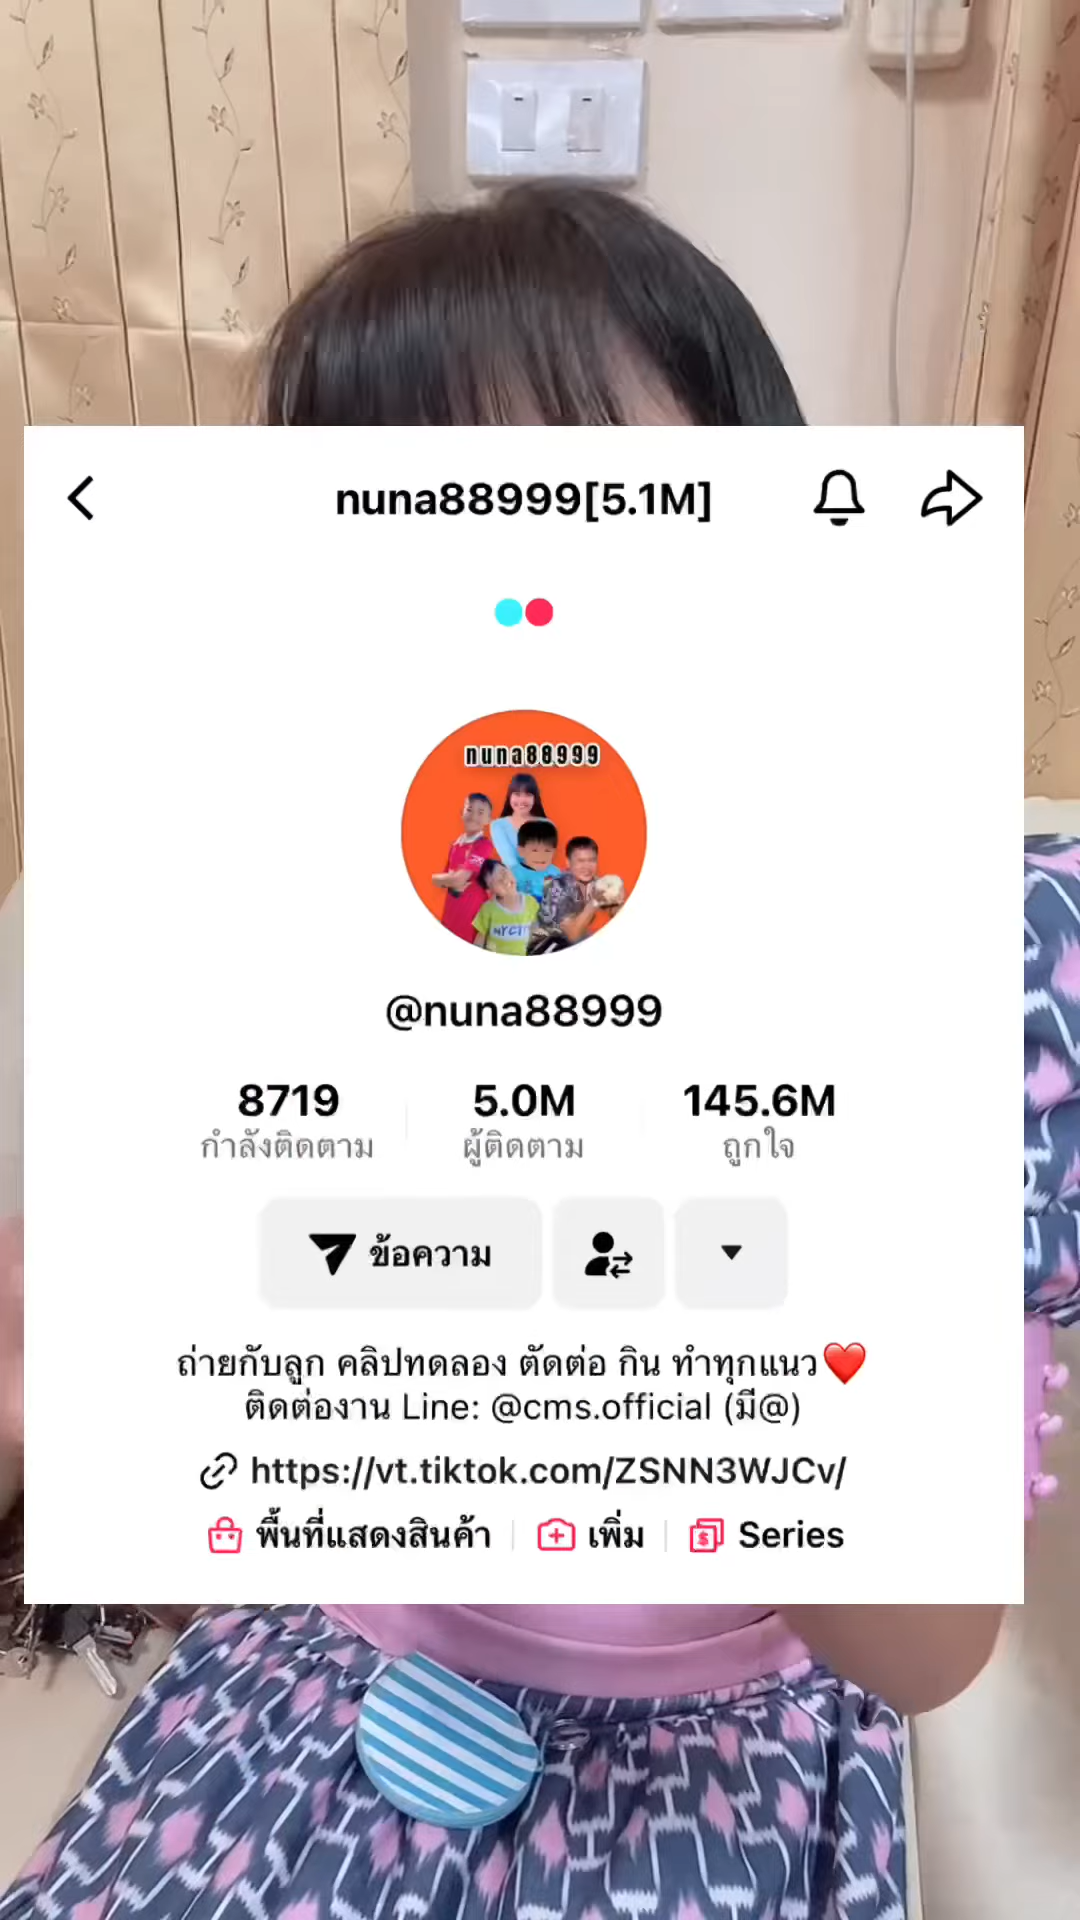 nuna88999[5.1M]
nuna88999
@nuna88999
8719
กำลังติดตาม
5.0M
ผู้ติดตาม
145.6M
ถูกใจ
ข้อความ
ถ่ายกับลูก คลิปทดลอง ตัดต่อ กิน ทำทุกแนว❤️
ติดต่องาน Line: @cms.official (มี@)
https://vt.tiktok.com/ZSNN3WJCv/
พื้นที่แสดงสินค้า
เพิ่ม
Series